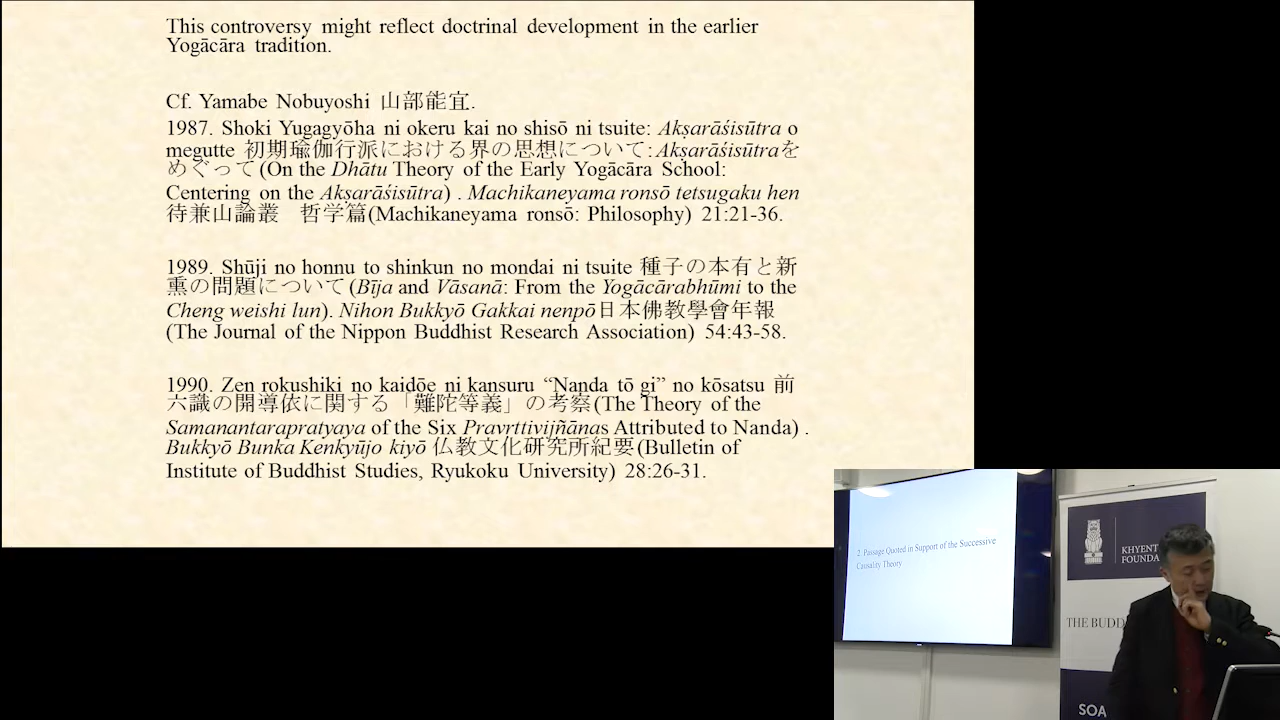 This controversy might reflect doctrinal development in the earlier
Yogācāra tradition.
Cf. Yamabe Nobuyoshi 山部能宜.
1987. Shoki Yugagyōha ni okeru kai no shisō ni tsuite: Akṣarāśisūtra o
megutte 初期瑜伽行派における界の思想について: Akṣarāśisūtraを
めぐって (On the Dhātu Theory of the Early Yogācāra School:
Centering on the Akṣarāśisūtra) . Machikaneyama ronsō tetsugaku hen
待兼山論叢 哲学篇 (Machikaneyama ronsō: Philosophy) 21:21-36.
1989. Shūji no honnu to shinkun no mondai ni tsuite 種子の本有と新
熏の問題について (Bīja and Vāsanā: From the Yogācārabhūmi to the
Cheng weishi lun). Nihon Bukkyō Gakkai nenpō 日本佛教學會年報
(The Journal of the Nippon Buddhist Research Association) 54:43-58.
1990. Zen rokushiki no kaidōe ni kansuru “Nanda tō gi” no kōsatsu 前
六識の開導依に関する「難陀等義」の考察 (The Theory of the
Samanantarapratyaya of the Six Pravrttivijñānas Attributed to Nanda) .
Bukkyō Bunka Kenkyūjo kiyō 仏教文化研究所紀要 (Bulletin of
Institute of Buddhist Studies, Ryukoku University) 28:26-31.
2. Passage Quoted in Support of the Successive
Causality Theory
KHYENT
FOUNDA
THE BUDD
SOA